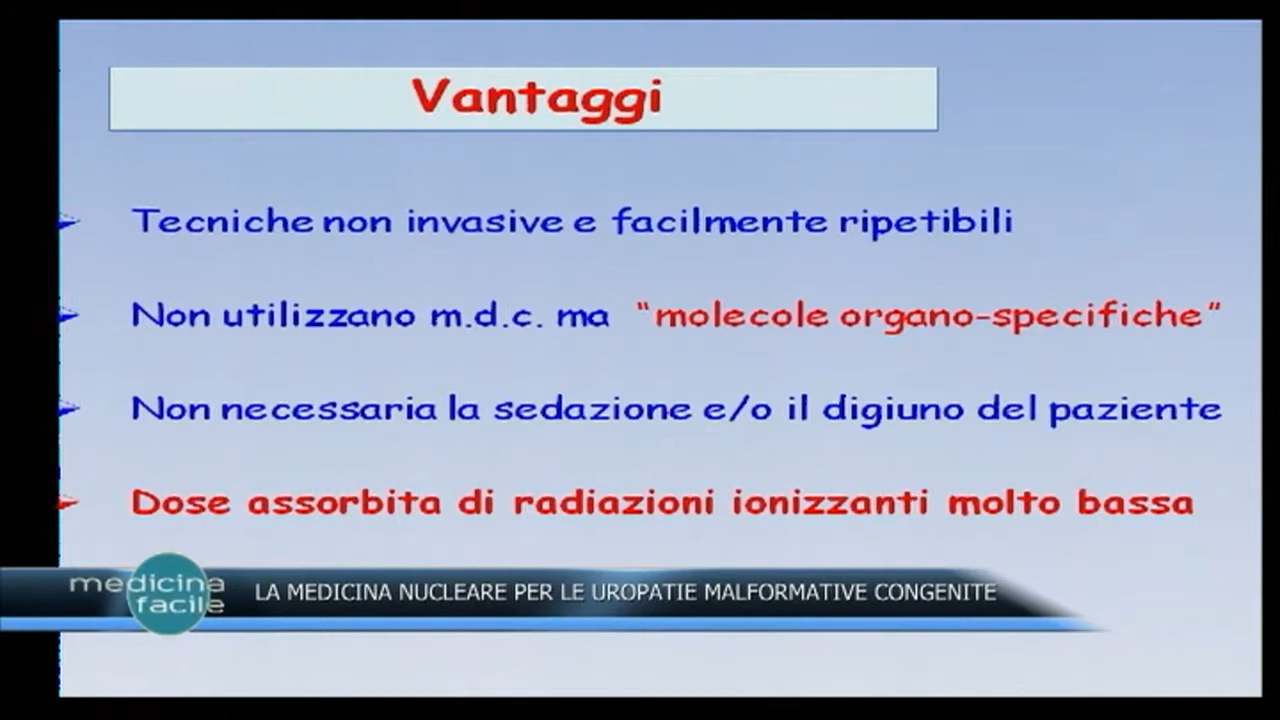 Vantaggi
Tecniche non invasive e facilmente ripetibili
Non utilizzano m.d.c. ma “molecole organo-specifiche”
Non necessaria la sedazione e/o il digiuno del paziente
Dose assorbita di radiazioni ionizzanti molto bassa
medicina
facile
LA MEDICINA NUCLEARE PER LE UROPATIE MALFORMATIVE CONGENITE